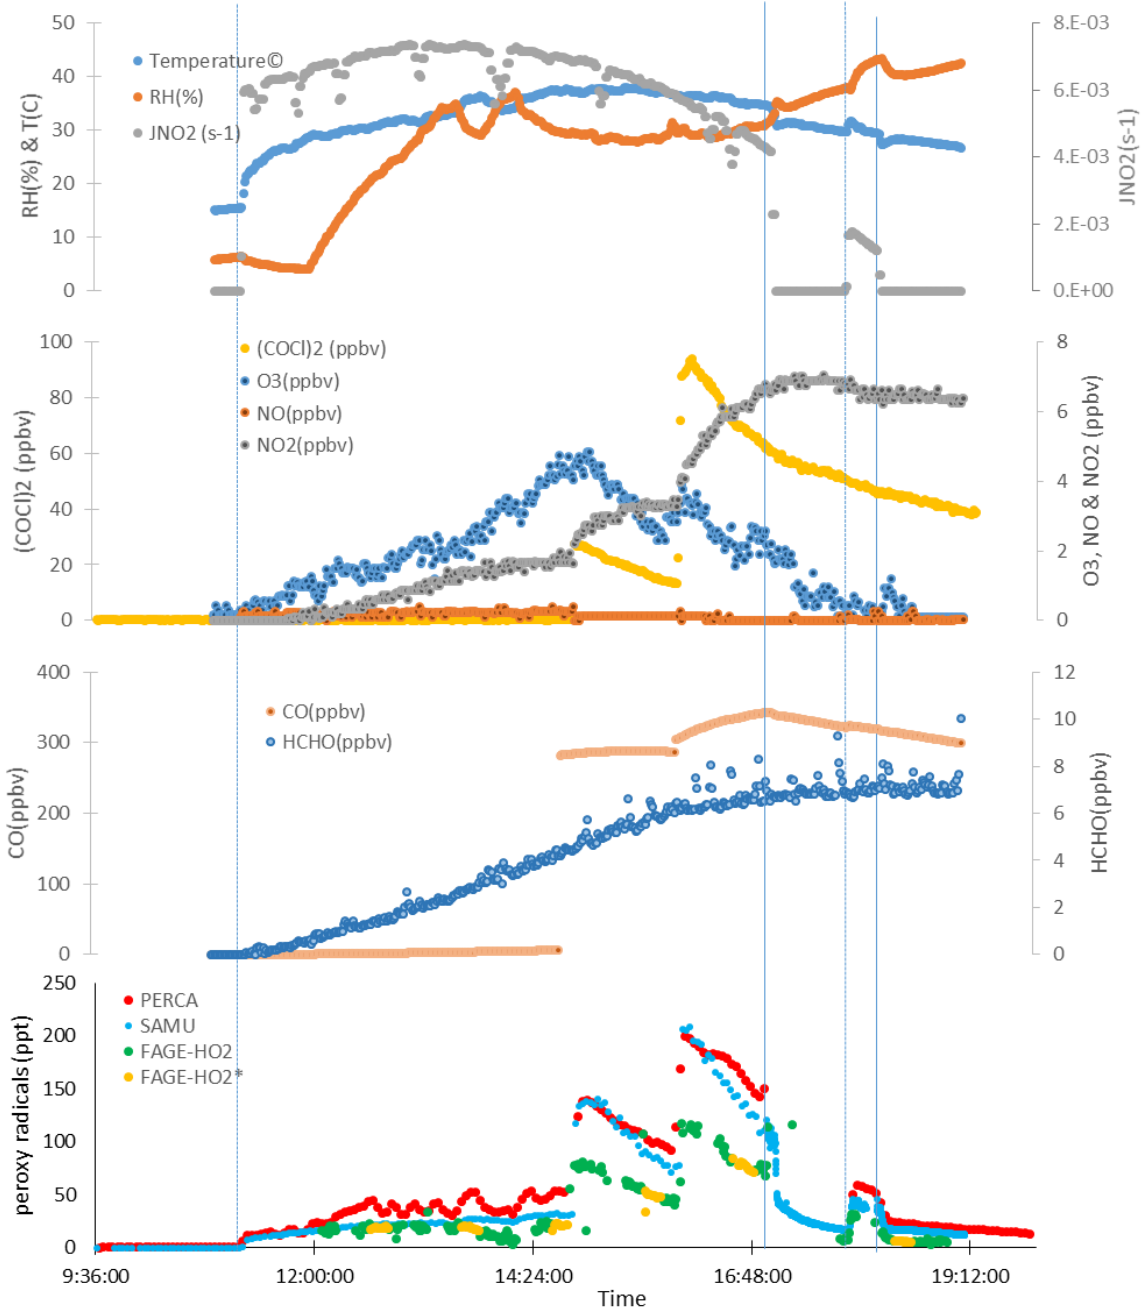 50
40
30
20
10
0
RH(%) & T(C)
Temperature©
RH(%)
JNO2 (s-1)
8.E-03
6.E-03
4.E-03
2.E-03
0.E+00
JNO2(s-1)
100
80
60
40
20
0
(COCl)2 (ppbv)
(COCl)2 (ppbv)
O3(ppbv)
NO(ppbv)
NO2(ppbv)
8
6
4
2
0
O3, NO & NO2 (ppbv)
400
300
200
100
0
CO(ppbv)
CO(ppbv)
HCHO(ppbv)
12
10
8
6
4
2
0
HCHO(ppbv)
250
200
150
100
50
0
peroxy radicals(ppt)
PERCA
SAMU
FAGE-HO2
FAGE-HO2*
9:36:00 12:00:00 14:24:00 16:48:00 19:12:00
Time